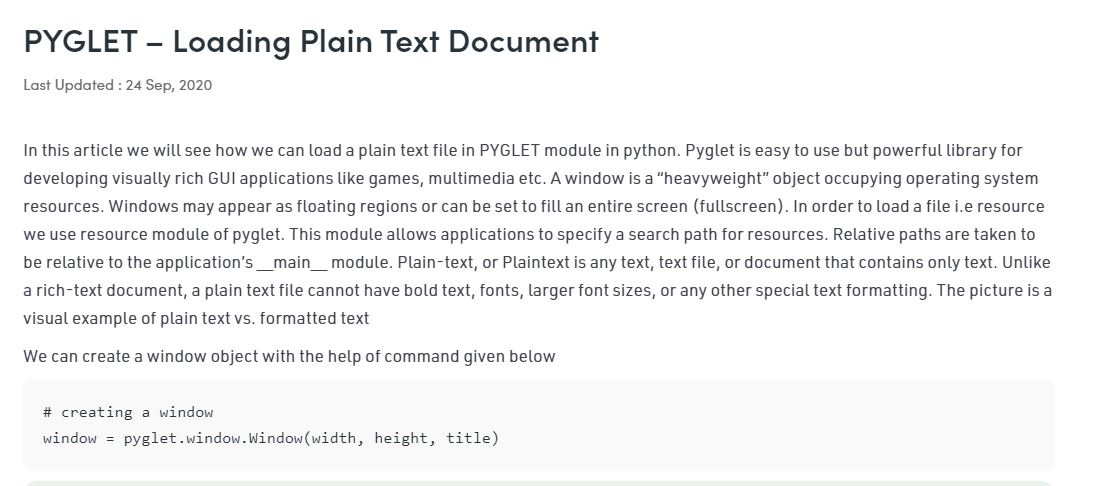 PYGLET – Loading Plain Text Document
Last Updated : 24 Sep, 2020
In this article we will see how we can load a plain text file in PYGLET module in python. Pyglet is easy to use but powerful library for
developing visually rich GUI applications like games, multimedia etc. A window is a “heavyweight” object occupying operating system
resources. Windows may appear as floating regions or can be set to fill an entire screen (fullscreen). In order to load a file i.e resource
we use resource module of pyglet. This module allows applications to specify a search path for resources. Relative paths are taken to
be relative to the application’s __main__ module. Plain-text, or Plaintext is any text, text file, or document that contains only text. Unlike
a rich-text document, a plain text file cannot have bold text, fonts, larger font sizes, or any other special text formatting. The picture is a
visual example of plain text vs. formatted text
We can create a window object with the help of command given below
# creating a window
window = pyglet.window.Window(width, height, title)